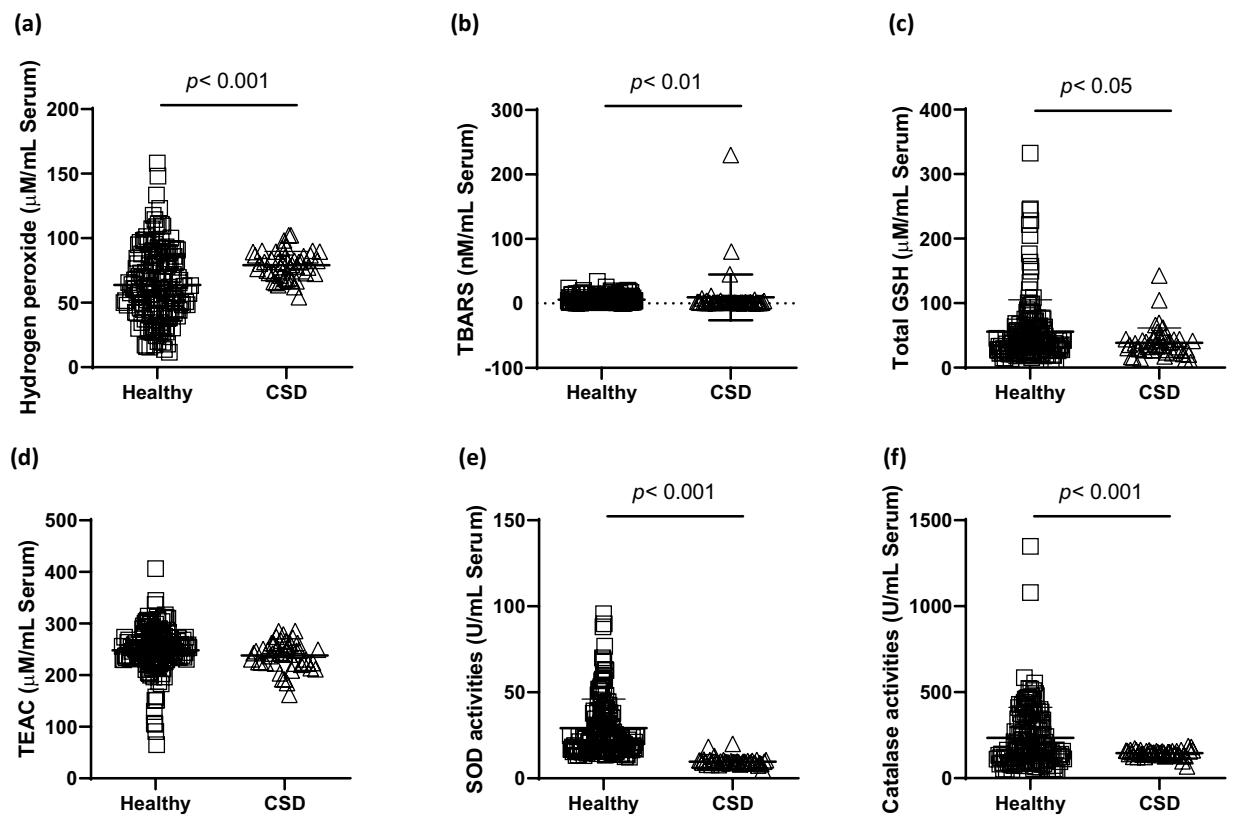 (a)
p< 0.001
Hydrogen peroxide (μM/mL Serum)
200
150
100
50
0
Healthy
CSD
(b)
p< 0.01
TBARS (nM/mL Serum)
300
200
100
0
-100
Healthy
CSD
(c)
p< 0.05
Total GSH (μM/mL Serum)
400
300
200
100
0
Healthy
CSD
(d)
TEAC (μM/mL Serum)
500
400
300
200
100
0
Healthy
CSD
(e)
p< 0.001
SOD activities (U/mL Serum)
150
100
50
0
Healthy
CSD
(f)
p< 0.001
Catalase activities (U/mL Serum)
1500
1000
500
0
Healthy
CSD